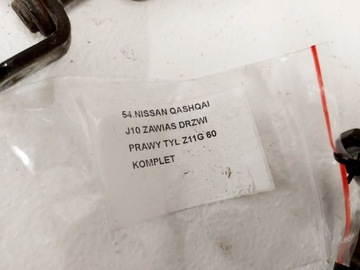 54.NISSAN QASHQAI
J10 ZAWIAS DRZWI
PRAWY TYŁ Z11G 60
KOMPLET